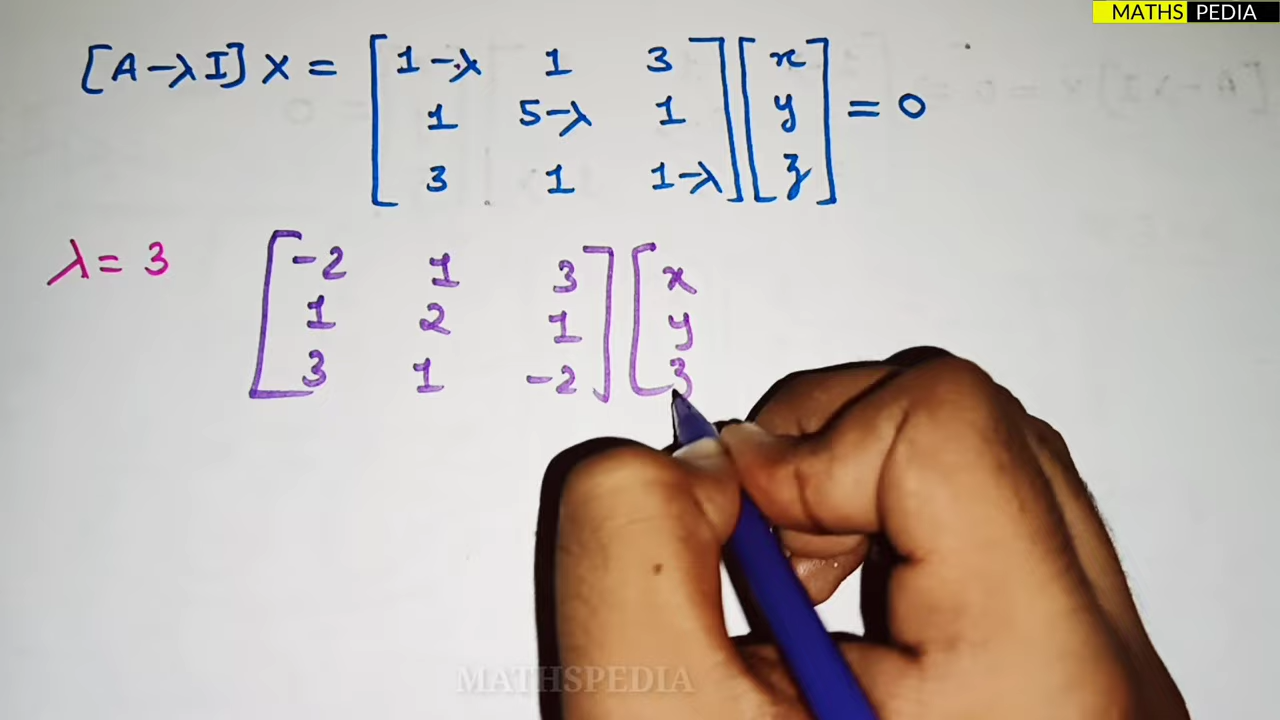 MATHS PEDIA
[A-λI] X = [1-λ 1 3] [x]
[1 5-λ 1] [y] = 0
[3 1 1-λ] [z]
λ = 3 [-2 1 3] [x]
[1 2 1] [y]
[3 1 -2] [z]
MATHSPEDIA